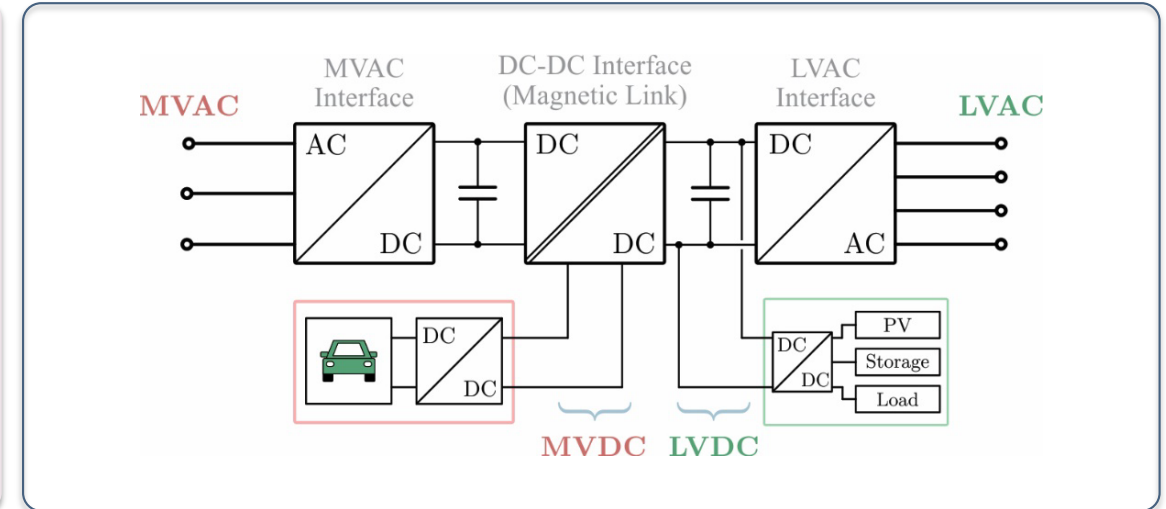 MVAC
Interface
DC-DC Interface
(Magnetic Link)
LVAC
Interface
MVAC
LVAC
AC
DC
DC
DC
DC
AC
DC
DC
DC
DC
PV
Storage
Load
MVDC
LVDC